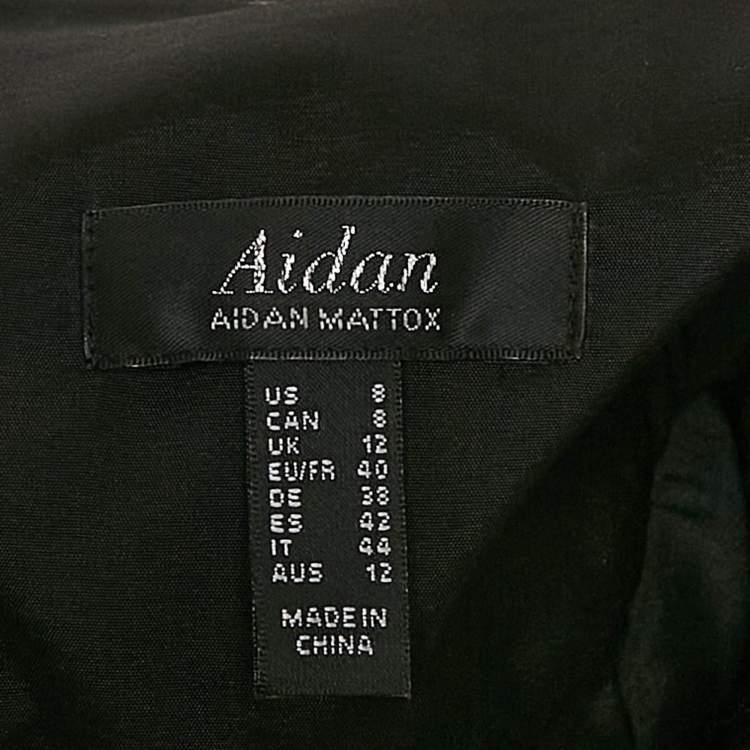 Aidan
AIDAN MATTOX
US 8
CAN 8
UK 12
EU/FR 40
DE 38
ES 42
IT 44
AUS 12
MADE IN
CHINA